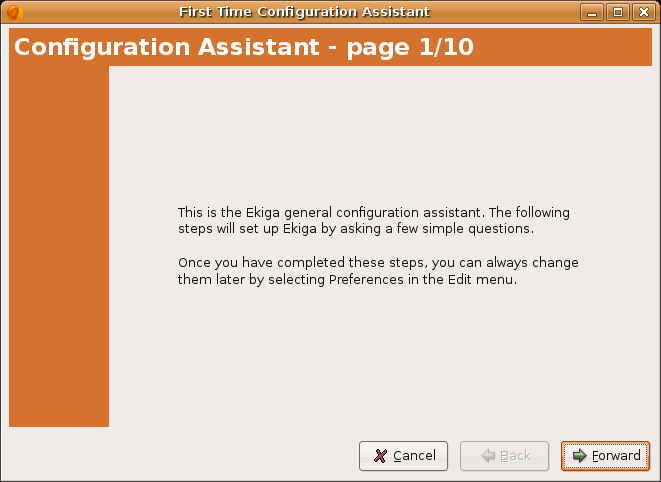 First Time Configuration Assistant
Configuration Assistant - page 1/10
This is the Ekiga general configuration assistant. The following
steps will set up Ekiga by asking a few simple questions.
Once you have completed these steps, you can always change
them later by selecting Preferences in the Edit menu.
Cancel
Back
Forward